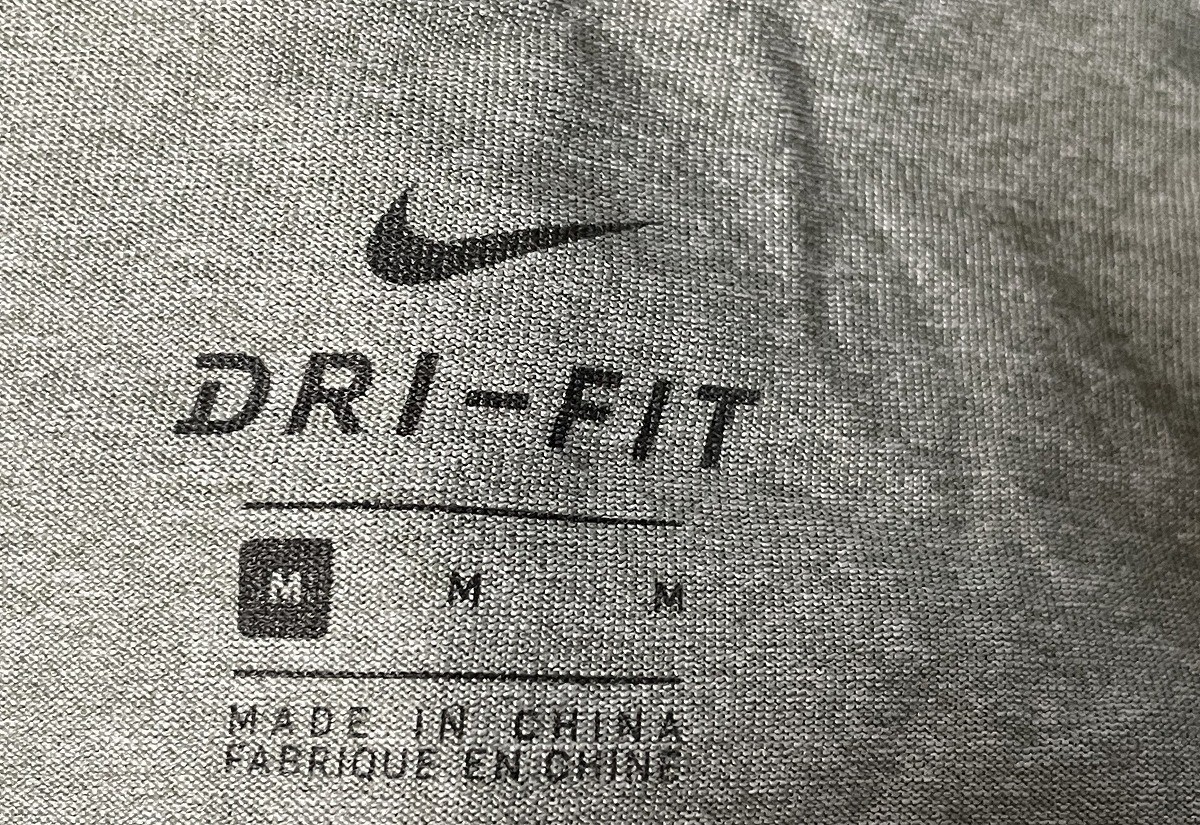 DRI-FIT
M M M
MADE IN CHINA
FABRIQUE EN CHINE